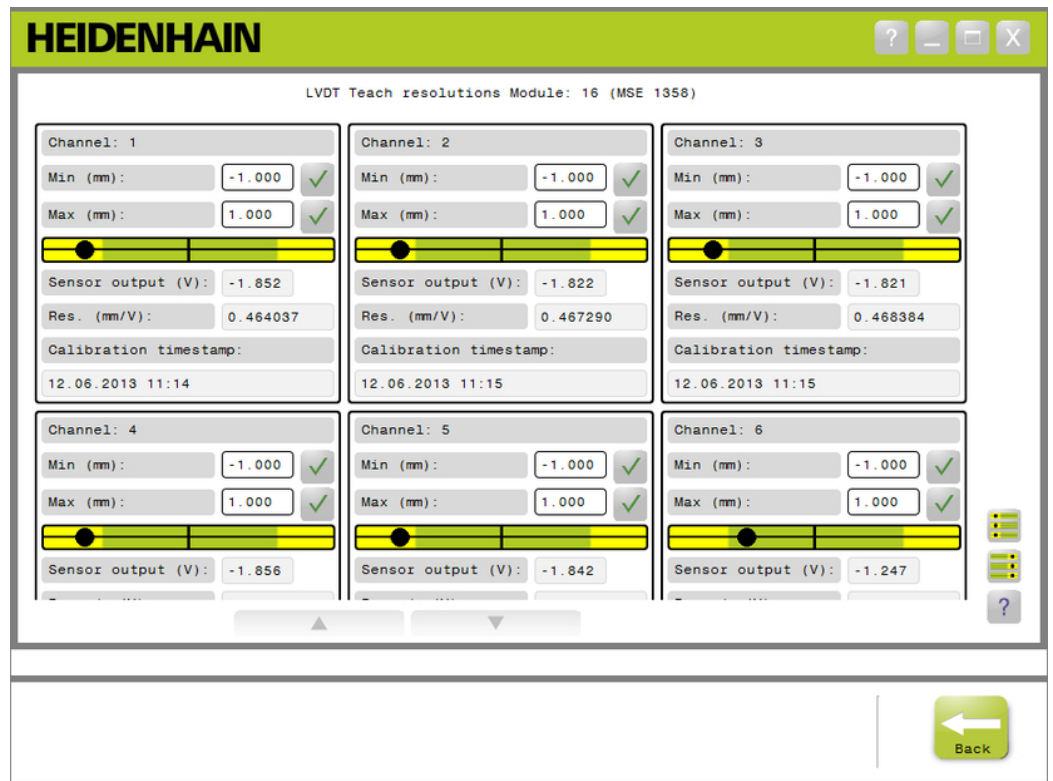 HEIDENHAIN
? _ X
LVDT Teach resolutions Module: 16 (MSE 1358)
Channel: 1
Min (mm): -1.000
Max (mm): 1.000
Sensor output (V): -1.852
Res. (mm/V): 0.464037
Calibration timestamp:
12.06.2013 11:14
Channel: 2
Min (mm): -1.000
Max (mm): 1.000
Sensor output (V): -1.822
Res. (mm/V): 0.467290
Calibration timestamp:
12.06.2013 11:15
Channel: 3
Min (mm): -1.000
Max (mm): 1.000
Sensor output (V): -1.821
Res. (mm/V): 0.468384
Calibration timestamp:
12.06.2013 11:15
Channel: 4
Min (mm): -1.000
Max (mm): 1.000
Sensor output (V): -1.856
Channel: 5
Min (mm): -1.000
Max (mm): 1.000
Sensor output (V): -1.842
Channel: 6
Min (mm): -1.000
Max (mm): 1.000
Sensor output (V): -1.247
?
Back